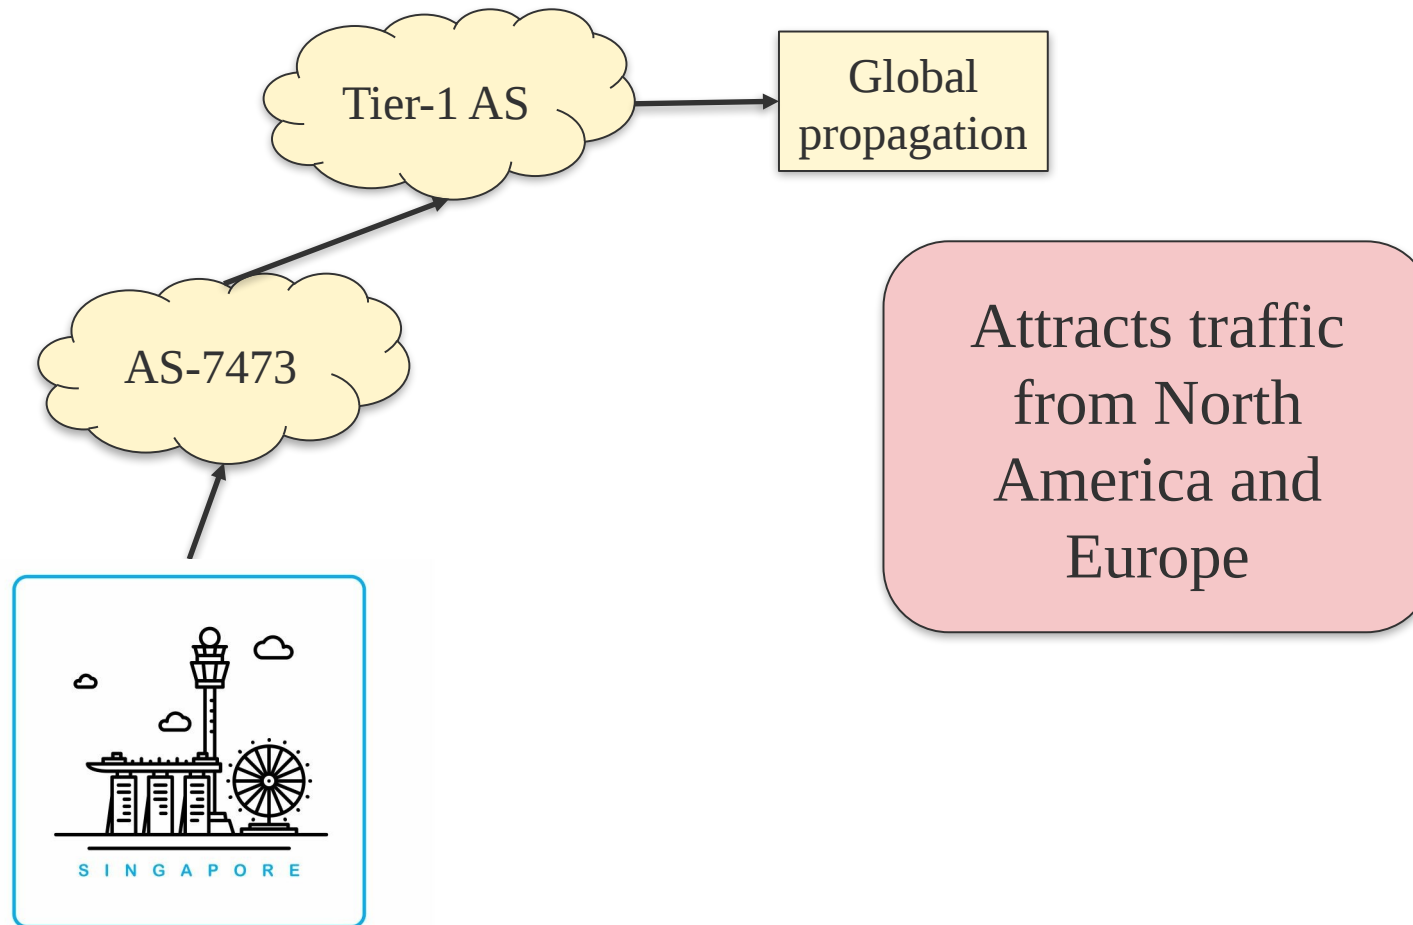 Tier-1 AS
Global
propagation
AS-7473
Attracts traffic
from North
America and
Europe
SINGAPORE